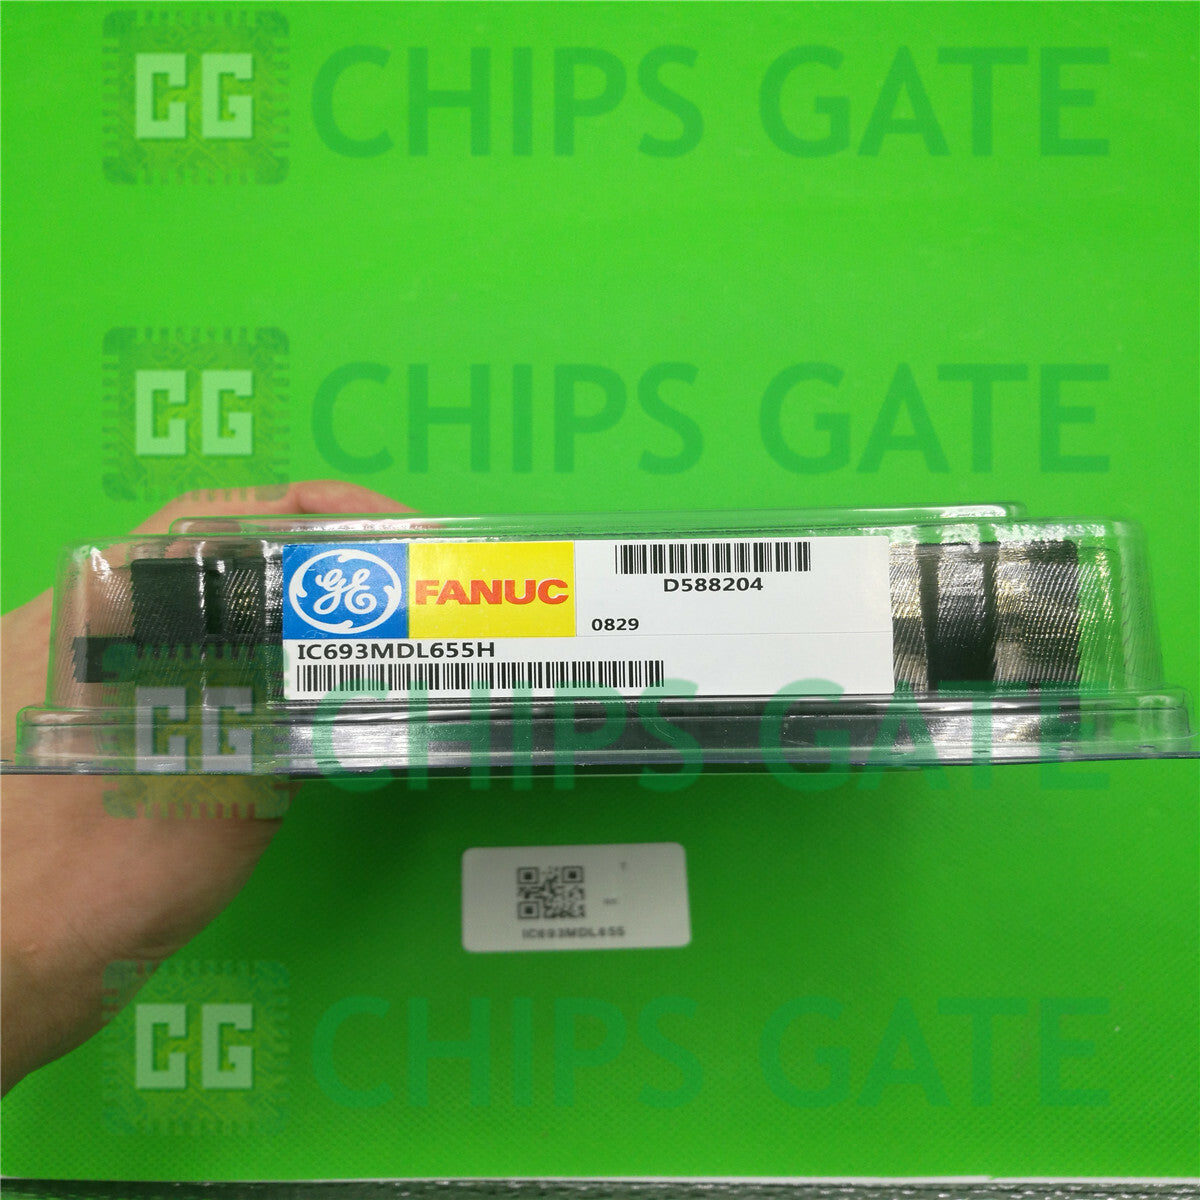 CG CHIPS GATE
CG CHIPS GATE
GE FANUC
D588204
0829
IC693MDL655H
CG CHIPS GATE
IC693MDL655
CG CHIPS GATE